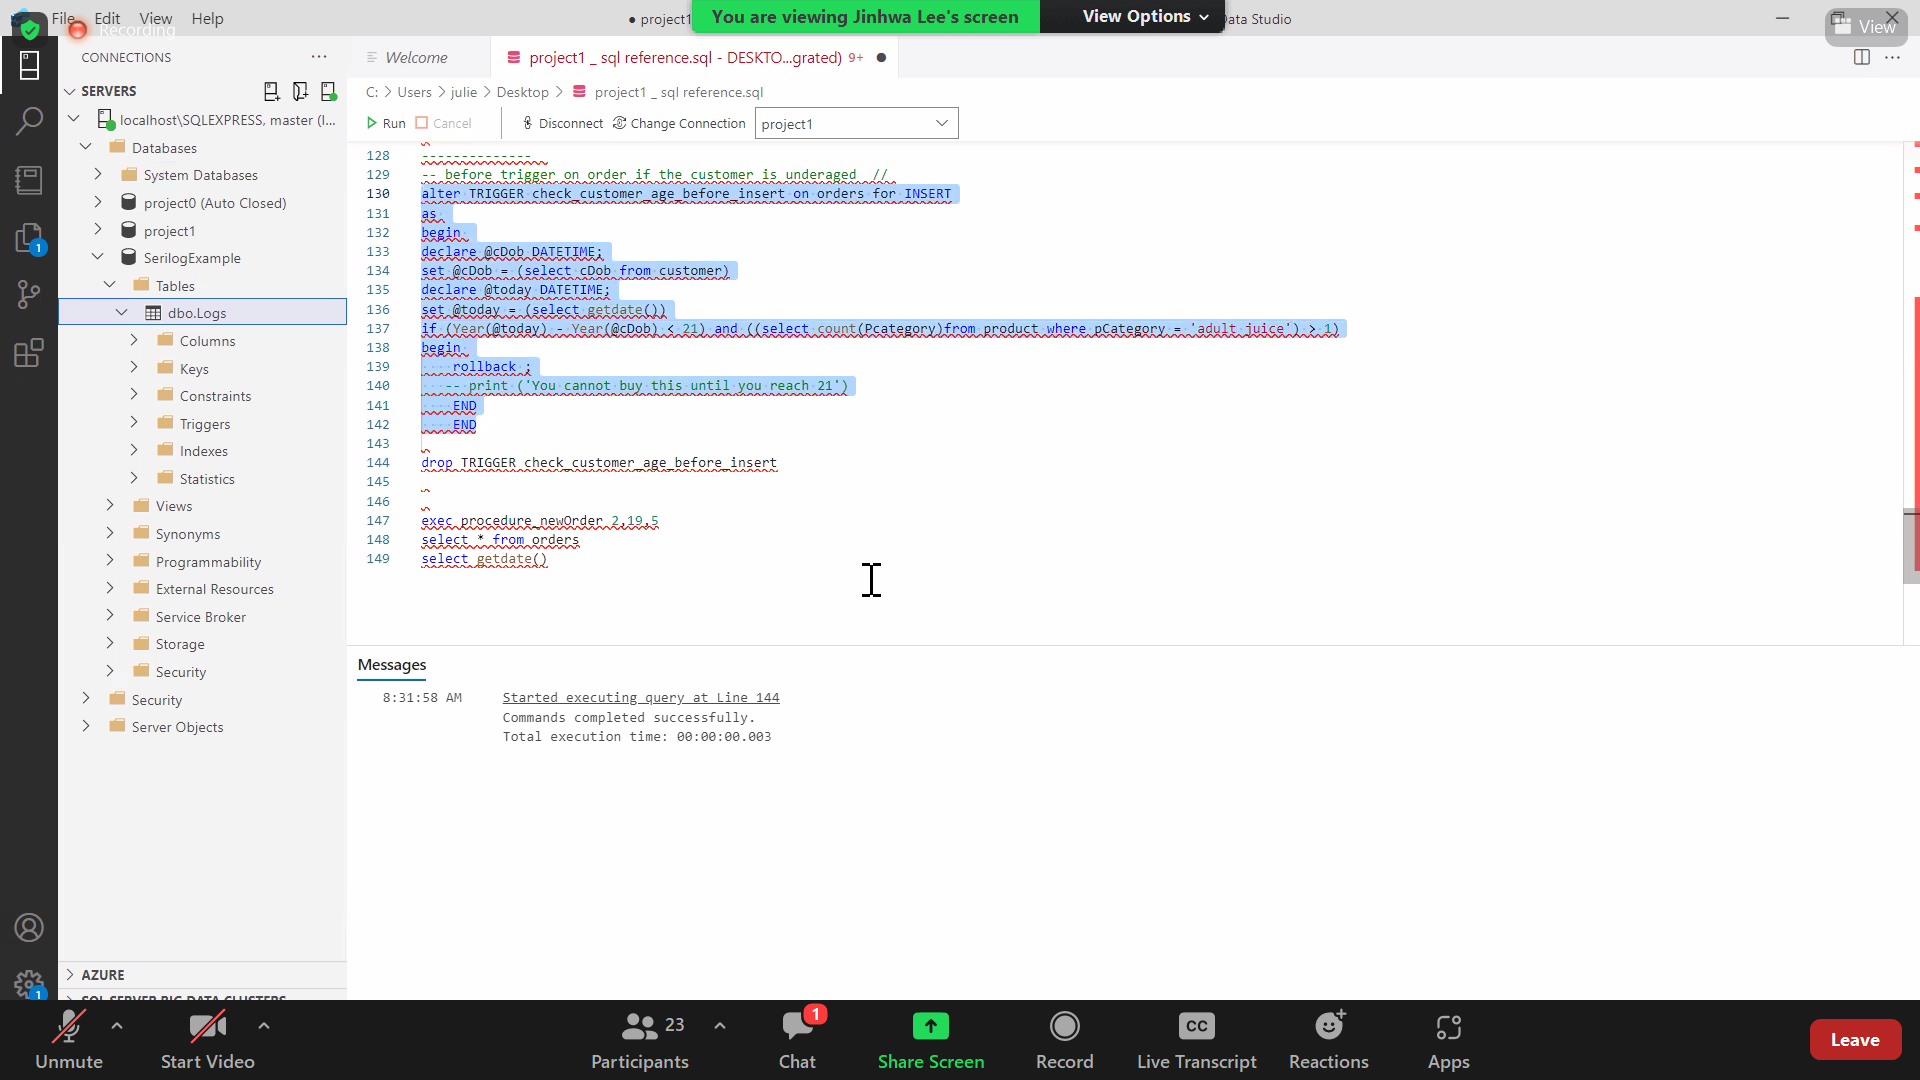 File Edit View Help
Recording
● project1
You are viewing Jinhwa Lee's screen
View Options
Data Studio
View
CONNECTIONS
Welcome
project1 _ sql reference.sql - DESKTO...grated) 9+
SERVERS
C: > Users > julie > Desktop > project1 _ sql reference.sql
Run Cancel Disconnect Change Connection project1
localhost\SQLEXPRESS, master (l...
Databases
System Databases
project0 (Auto Closed)
project1
SerilogExample
Tables
dbo.Logs
Columns
Keys
Constraints
Triggers
Indexes
Statistics
Views
Synonyms
Programmability
External Resources
Service Broker
Storage
Security
Security
Server Objects
AZURE
SQL SERVER BIG DATA CLUSTERS
1
1
128 --------------
129 -- before trigger on order if the customer is underaged //
130 alter TRIGGER check_customer_age_before_insert on orders for INSERT
131 as
132 begin
133 declare @cDob DATETIME;
134 set @cDob = (select cDob from customer)
135 declare @today DATETIME;
136 set @today = (select getdate())
137 if (Year(@today) - Year(@cDob) < 21) and ((select count(Pcategory)from product where pCategory = 'adult juice') > 1)
138 begin
139 rollback ;
140 -- print ('You cannot buy this until you reach 21')
141 END
142 END
143
144 drop TRIGGER check_customer_age_before_insert
145
146
147 exec procedure_newOrder 2,19,5
148 select * from orders
149 select getdate()
Messages
8:31:58 AM Started executing query at Line 144
Commands completed successfully.
Total execution time: 00:00:00.003
Unmute
Start Video
Participants 23
Chat 1
Share Screen
Record
CC Live Transcript
Reactions
Apps
Leave